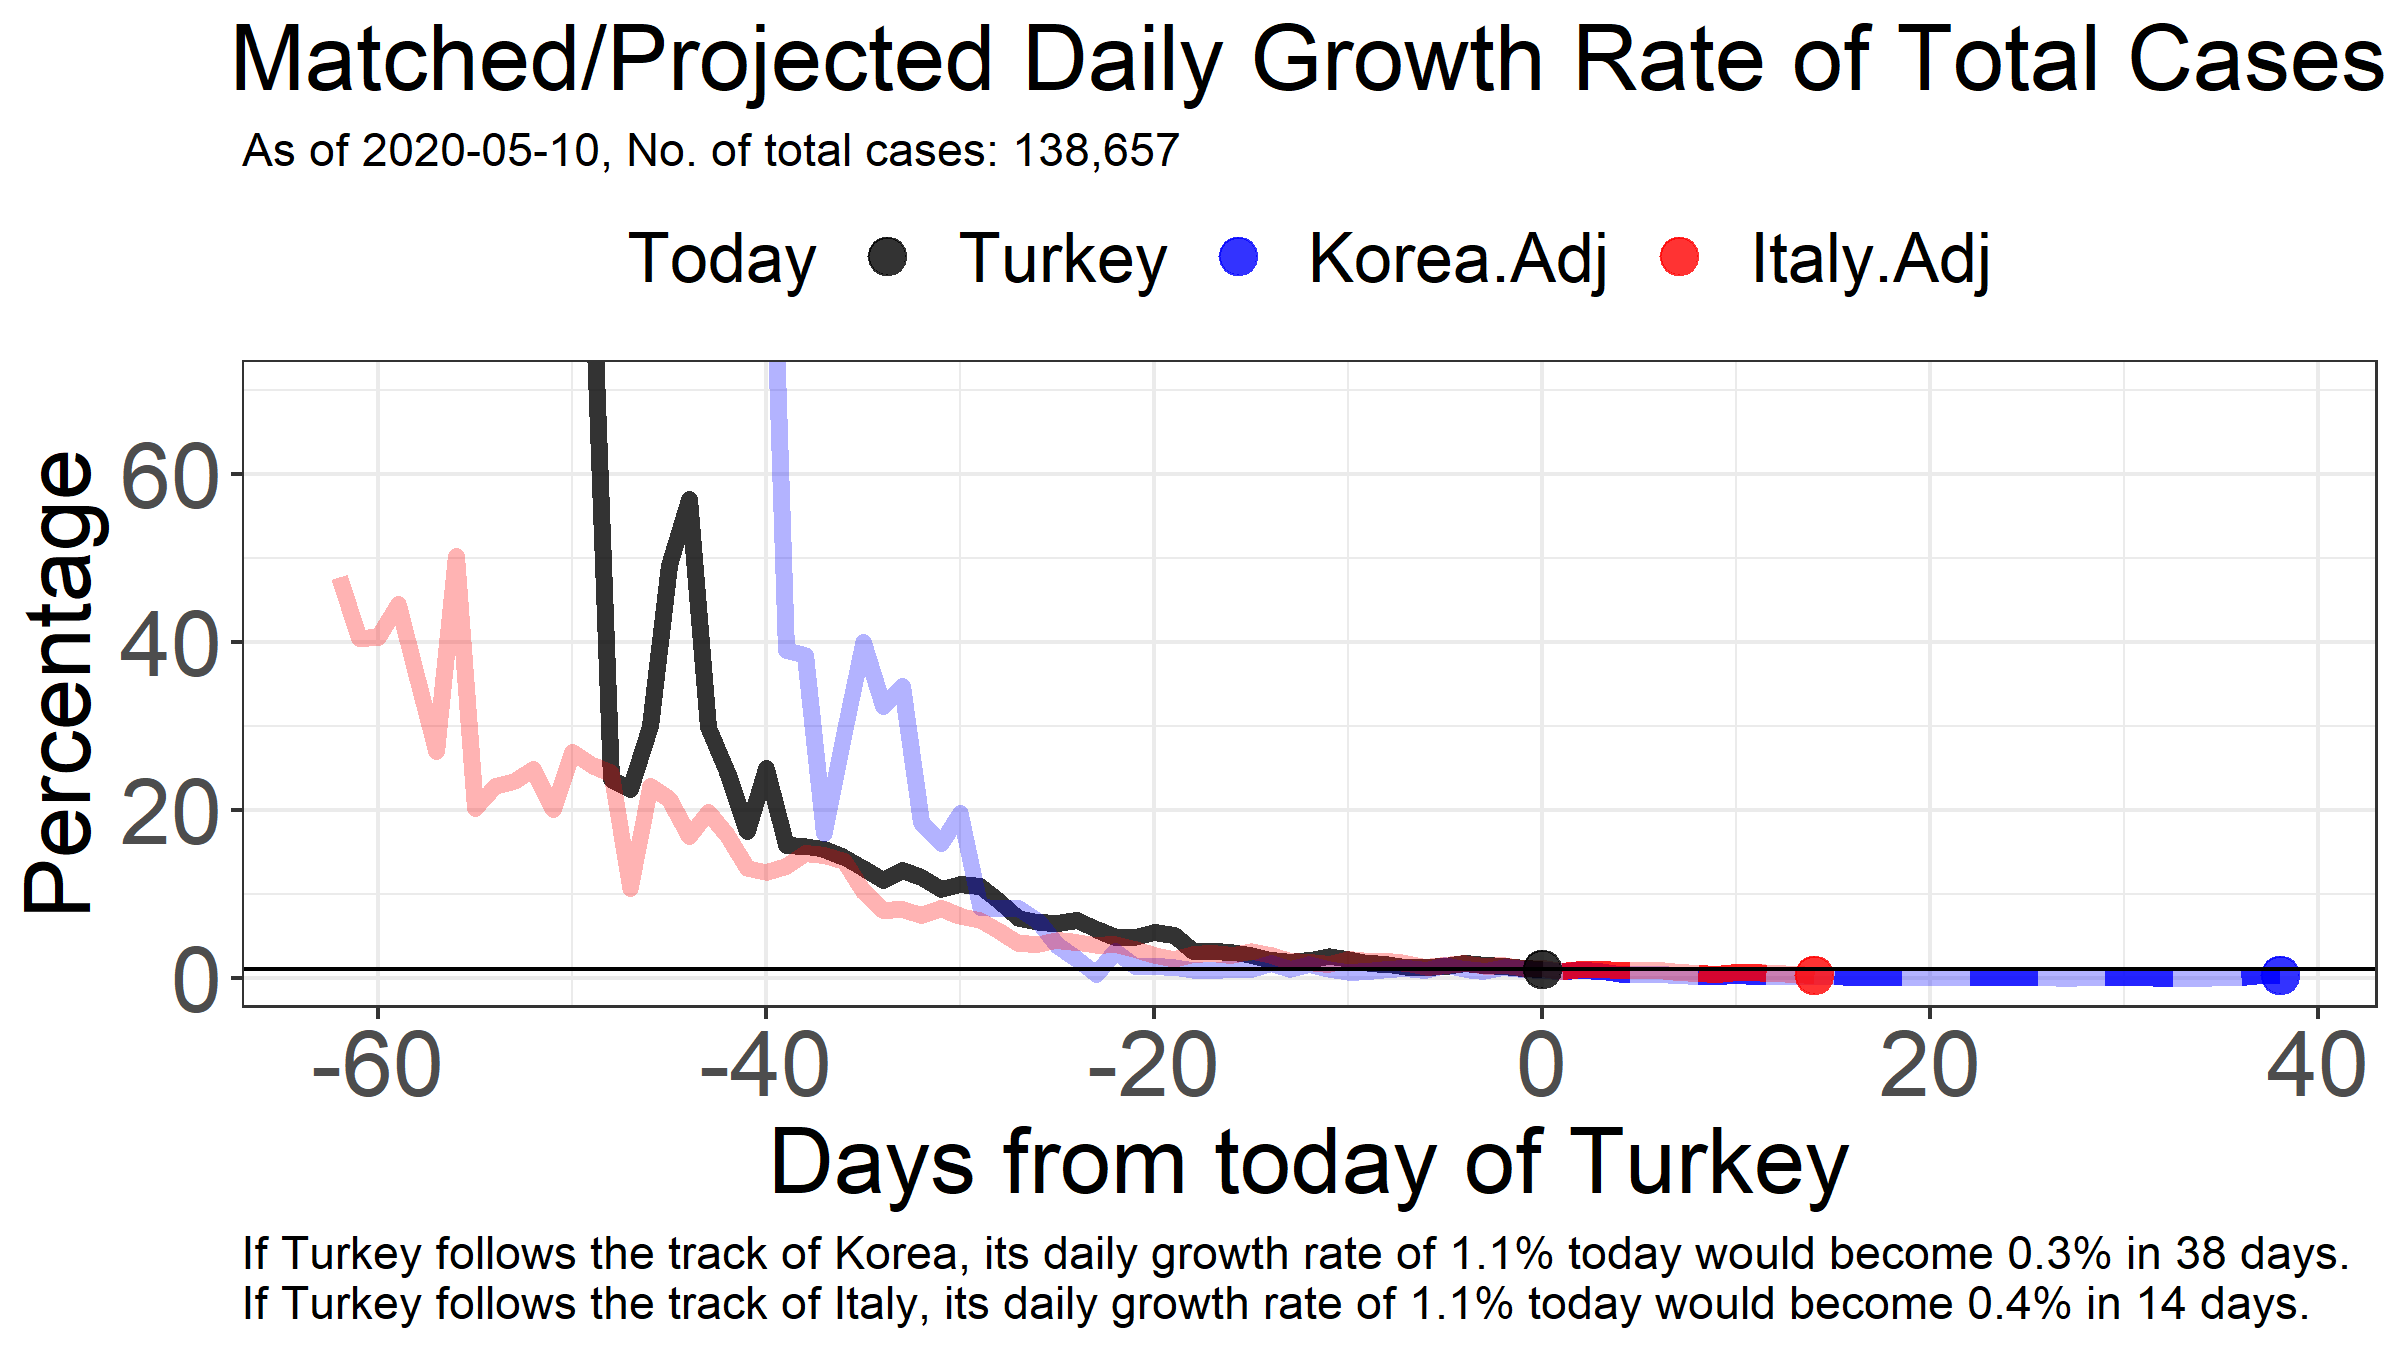 Matched/Projected Daily Growth Rate of Total Cases
As of 2020-05-10, No. of total cases: 138,657
Today Turkey Korea.Adj Italy.Adj
Percentage
60
40
20
0
-60 -40 -20 0 20 40
Days from today of Turkey
If Turkey follows the track of Korea, its daily growth rate of 1.1% today would become 0.3% in 38 days.
If Turkey follows the track of Italy, its daily growth rate of 1.1% today would become 0.4% in 14 days.